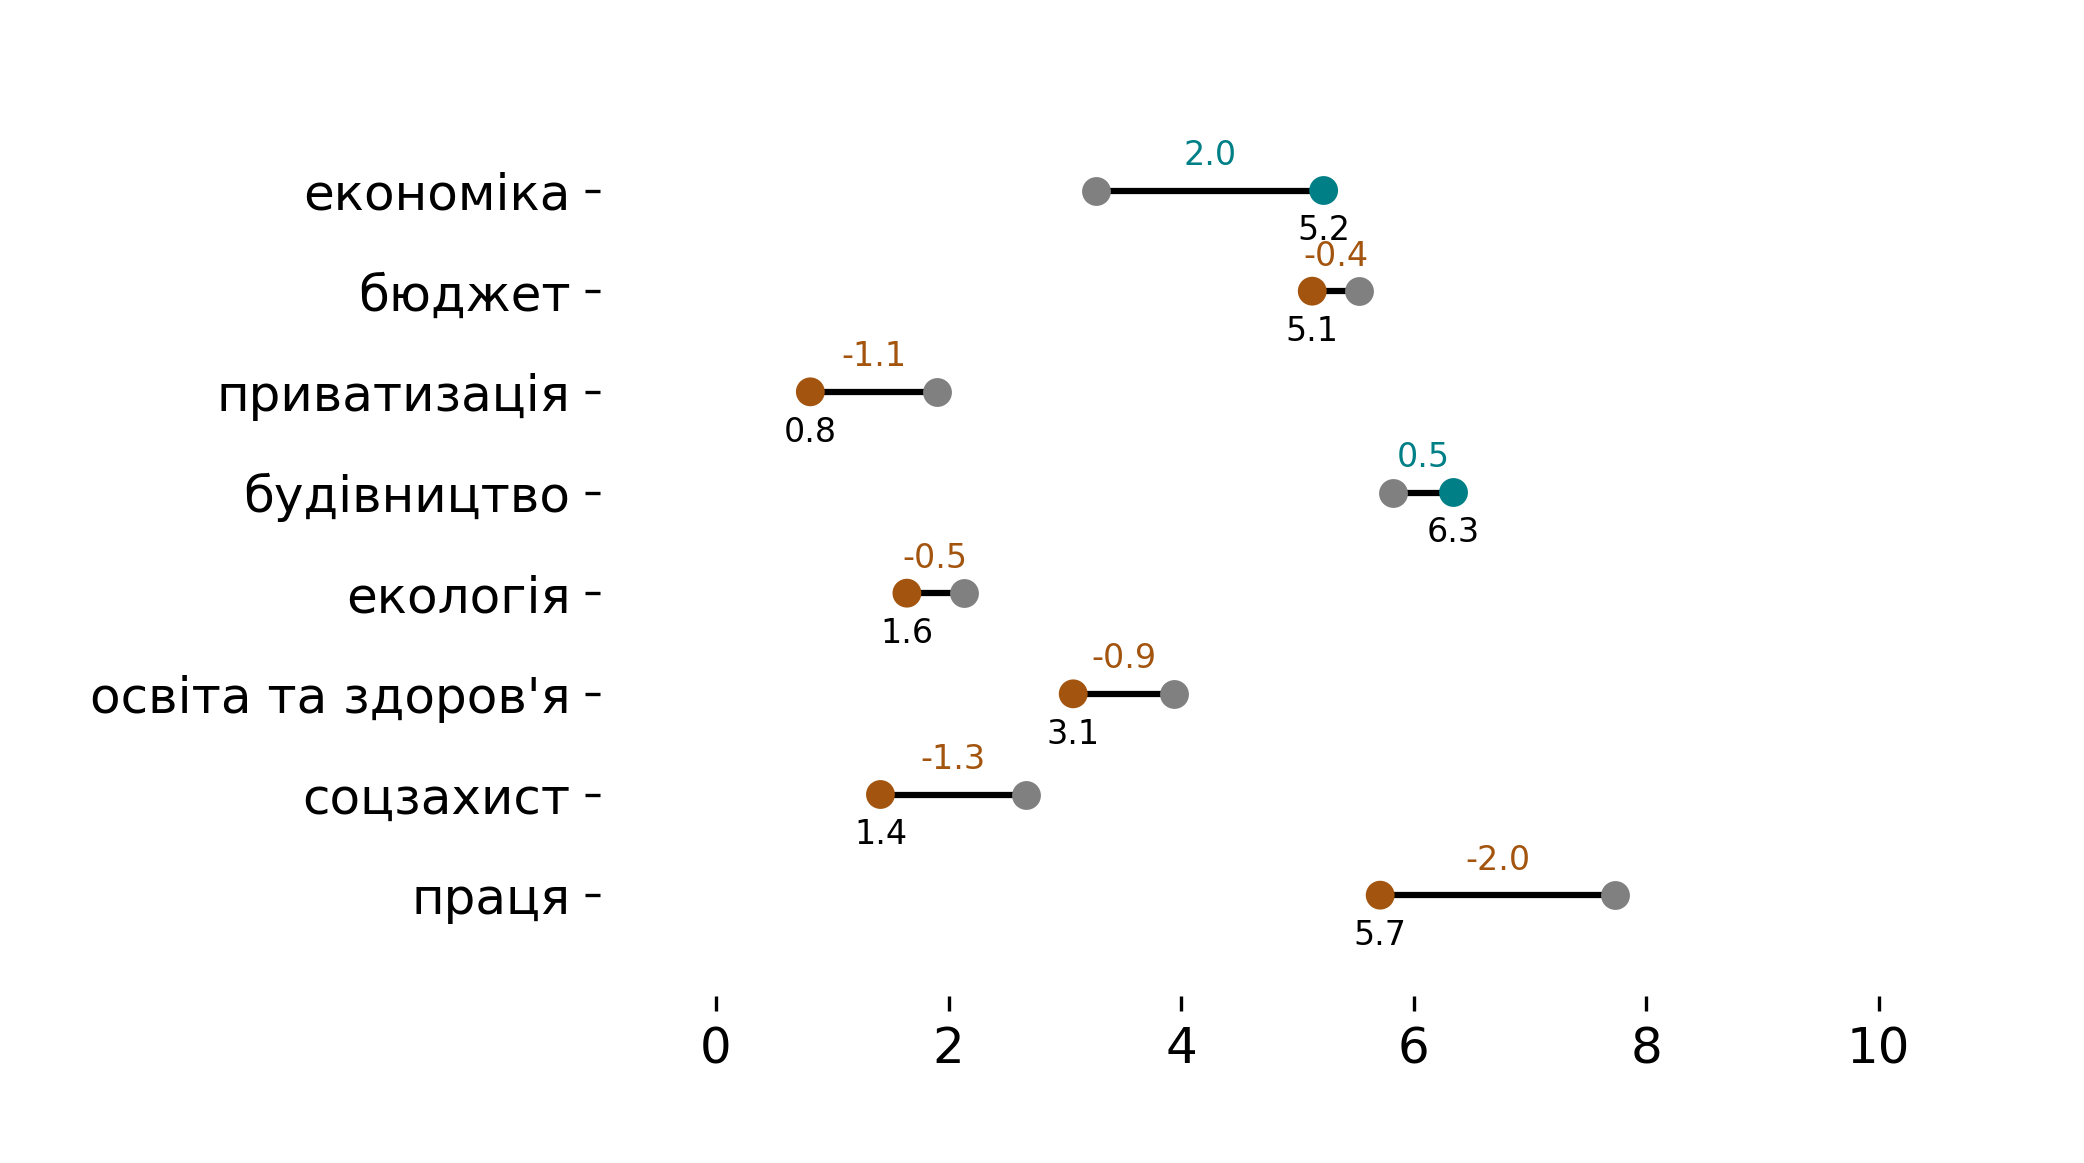 2.0
економіка
5.2
-0.4
бюджет
5.1
-1.1
приватизація
0.8
0.5
будівництво
6.3
-0.5
екологія
1.6
-0.9
освіта та здоров'я
3.1
-1.3
соцзахист
1.4
-2.0
праця
5.7
0 2 4 6 8 10